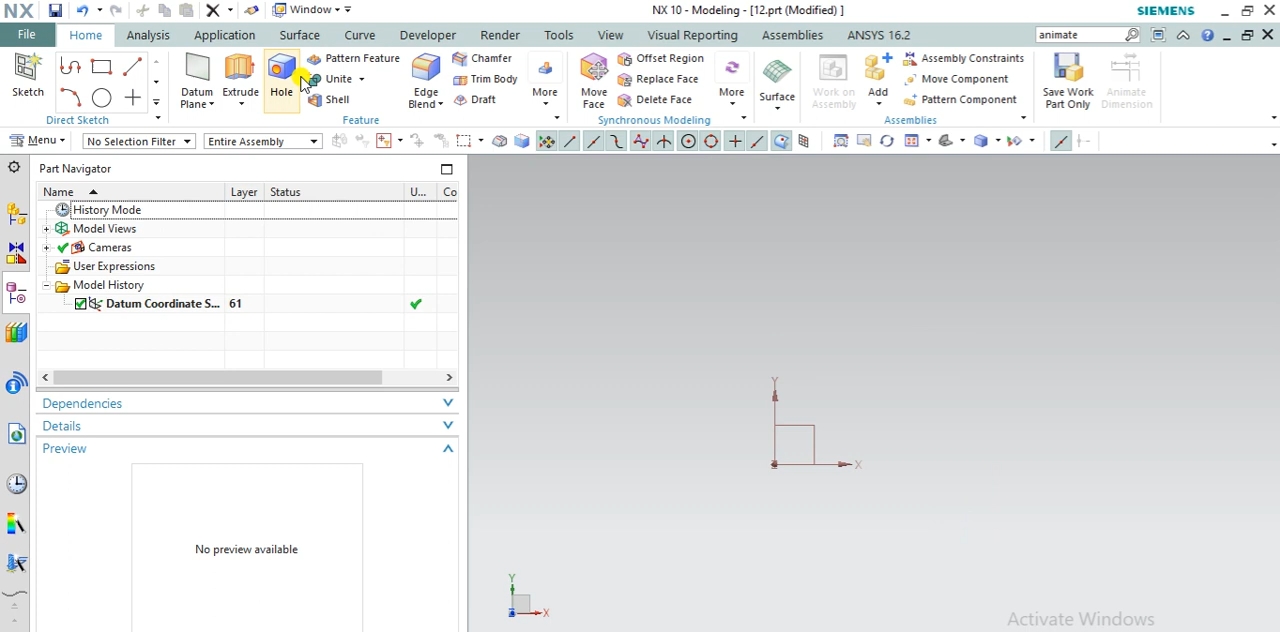 NX Window NX 10 - Modeling - [12.prt (Modified) ] SIEMENS
File Home Analysis Application Surface Curve Developer Render Tools View Visual Reporting Assemblies ANSYS 16.2 animate
Sketch Datum Plane Extrude Hole Pattern Feature Unite Shell Edge Blend Chamfer Trim Body Draft More Move Face Offset Region Replace Face Delete Face More Surface Work on Assembly Add Assembly Constraints Move Component Pattern Component Save Work Part Only Animate Dimension
Direct Sketch Feature Synchronous Modeling Assemblies
Menu No Selection Filter Entire Assembly
Part Navigator
Name Layer Status U... Co
History Mode
Model Views
Cameras
User Expressions
Model History
Datum Coordinate S... 61
Dependencies
Details
Preview
No preview available
Y
X
Y
X
Activate Windows